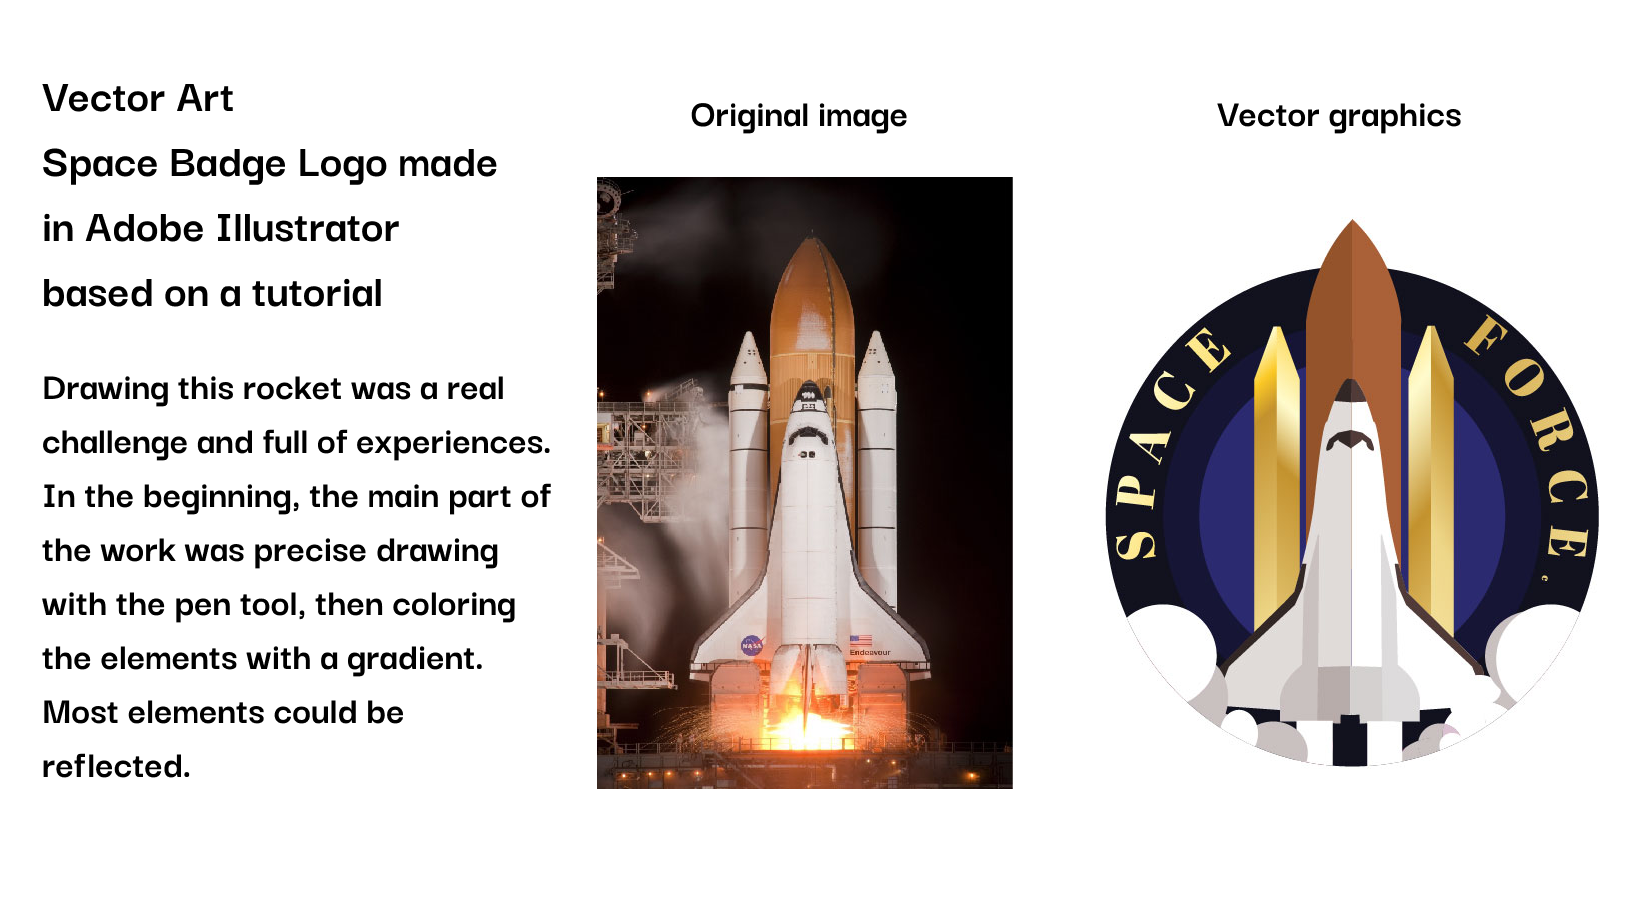 Vector Art
Space Badge Logo made
in Adobe Illustrator
based on a tutorial
Drawing this rocket was a real
challenge and full of experiences.
In the beginning, the main part of
the work was precise drawing
with the pen tool, then coloring
the elements with a gradient.
Most elements could be
reflected.
Original image
NASA
Endeavour
Vector graphics
SPACE
FORCE
e